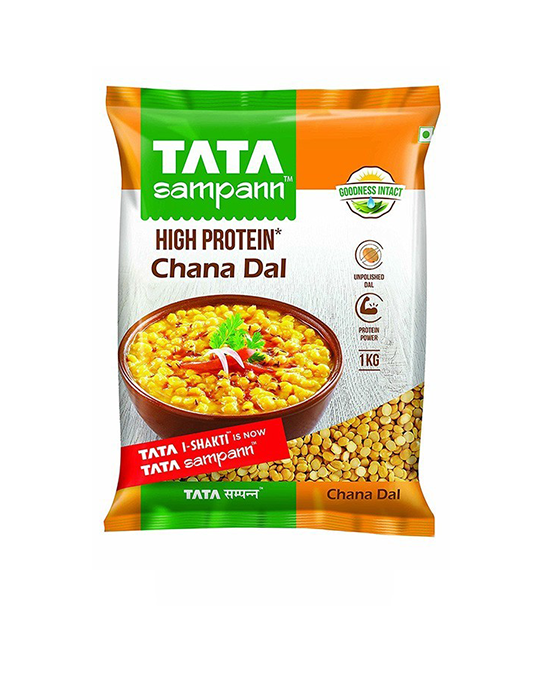 TATA
sampann™
GOODNESS INTACT
HIGH PROTEIN*
Chana Dal
UNPOLISHED
DAL
PROTEIN
POWER
1KG
TATA I-SHAKTI™ IS NOW
TATA sampann™
TATA सम्पन्न™
Chana Dal